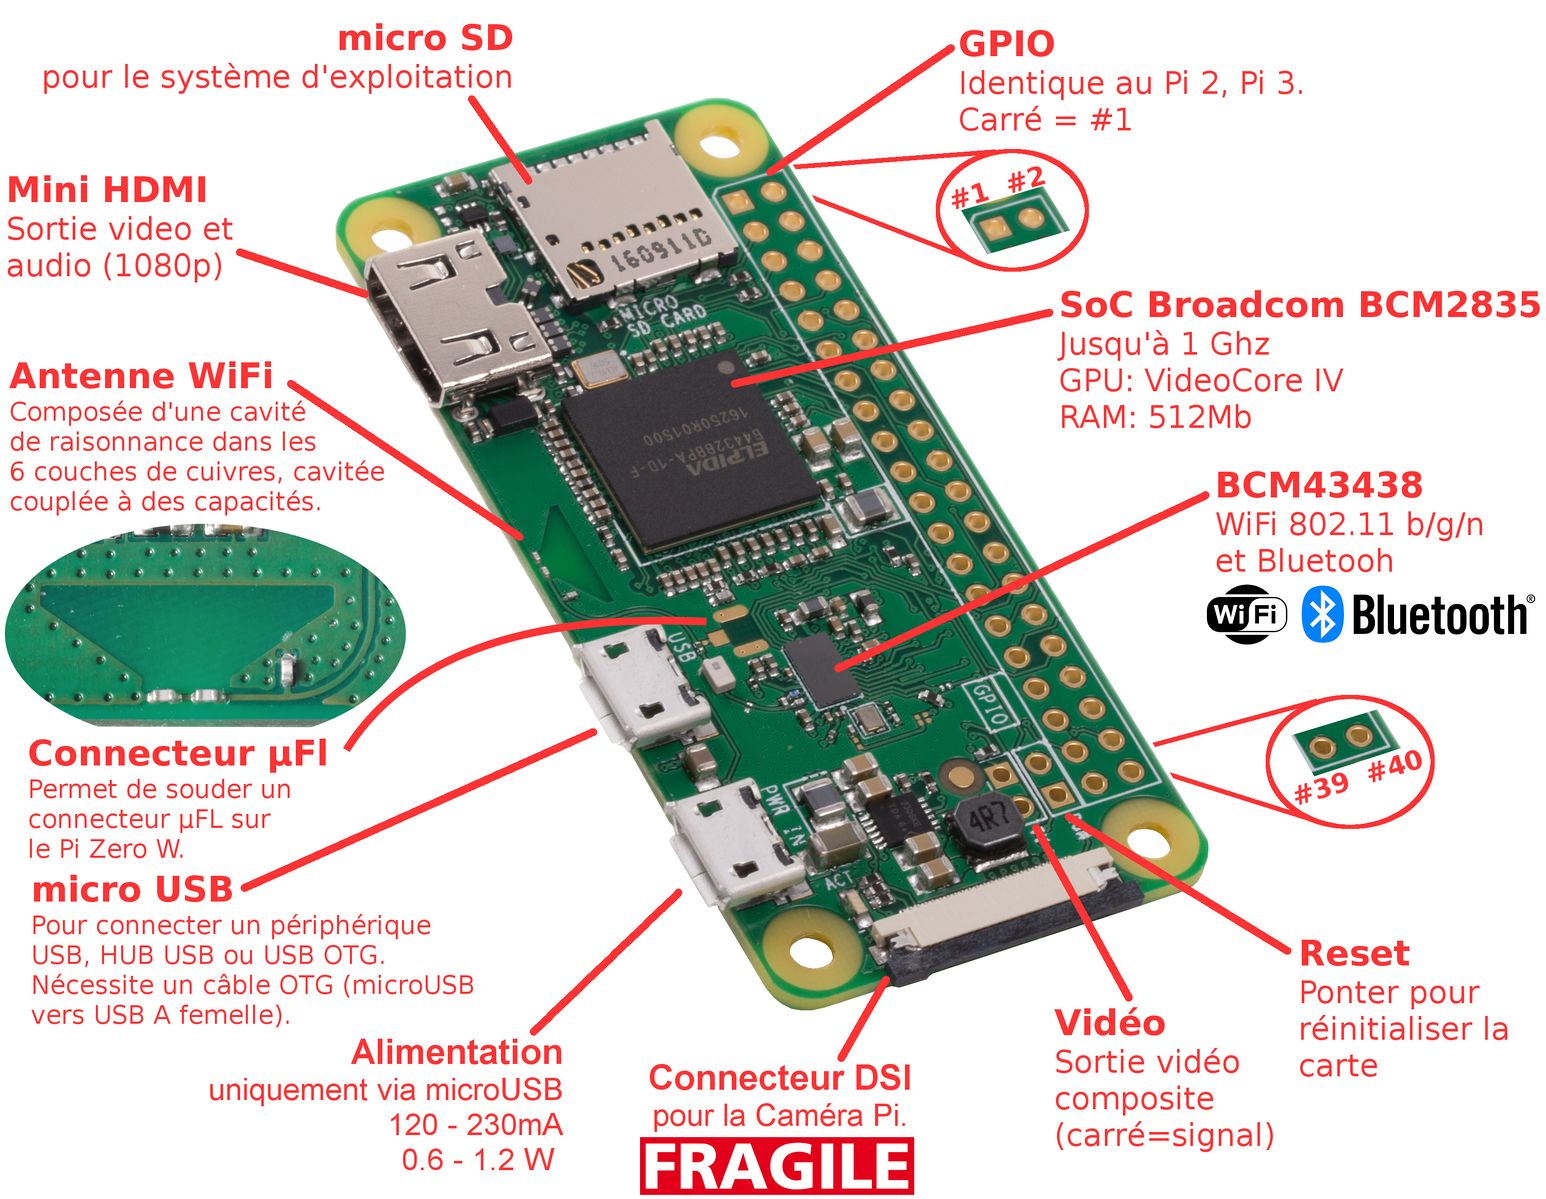 micro SD
pour le système d'exploitation
GPIO
Identique au Pi 2, Pi 3.
Carré = #1
#1 #2
Mini HDMI
Sortie video et
audio (1080p)
160911D
MICRO
SD CARD
SoC Broadcom BCM2835
Jusqu'à 1 Ghz
GPU: VideoCore IV
RAM: 512Mb
Antenne WiFi
Composée d'une cavité
de raisonnance dans les
6 couches de cuivres, cavitée
couplée à des capacités.
ELPIDA
B4432BBPA-10-F
16250R01500
BCM43438
WiFi 802.11 b/g/n
et Bluetooh
WiFi
Bluetooth®
USB
GPIO
Connecteur µFl
Permet de souder un
connecteur µFL sur
le Pi Zero W.
#39 #40
PWR IN
4R7
ACT
micro USB
Pour connecter un périphérique
USB, HUB USB ou USB OTG.
Nécessite un câble OTG (microUSB
vers USB A femelle).
Reset
Ponter pour
réinitialiser la
carte
Vidéo
Sortie vidéo
composite
(carré=signal)
Alimentation
uniquement via microUSB
120 - 230mA
0.6 - 1.2 W
Connecteur DSI
pour la Caméra Pi.
FRAGILE